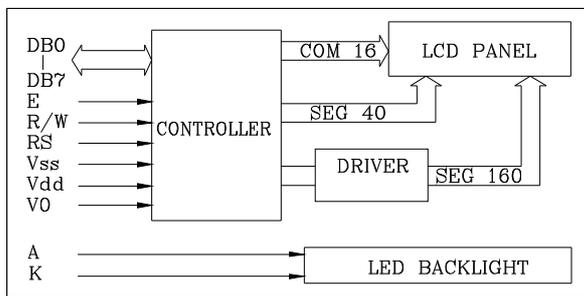 DB0
DB7
E
R/W
RS
Vss
Vdd
V0
CONTROLLER
COM 16
LCD PANEL
SEG 40
DRIVER
SEG 160
A
K
LED BACKLIGHT